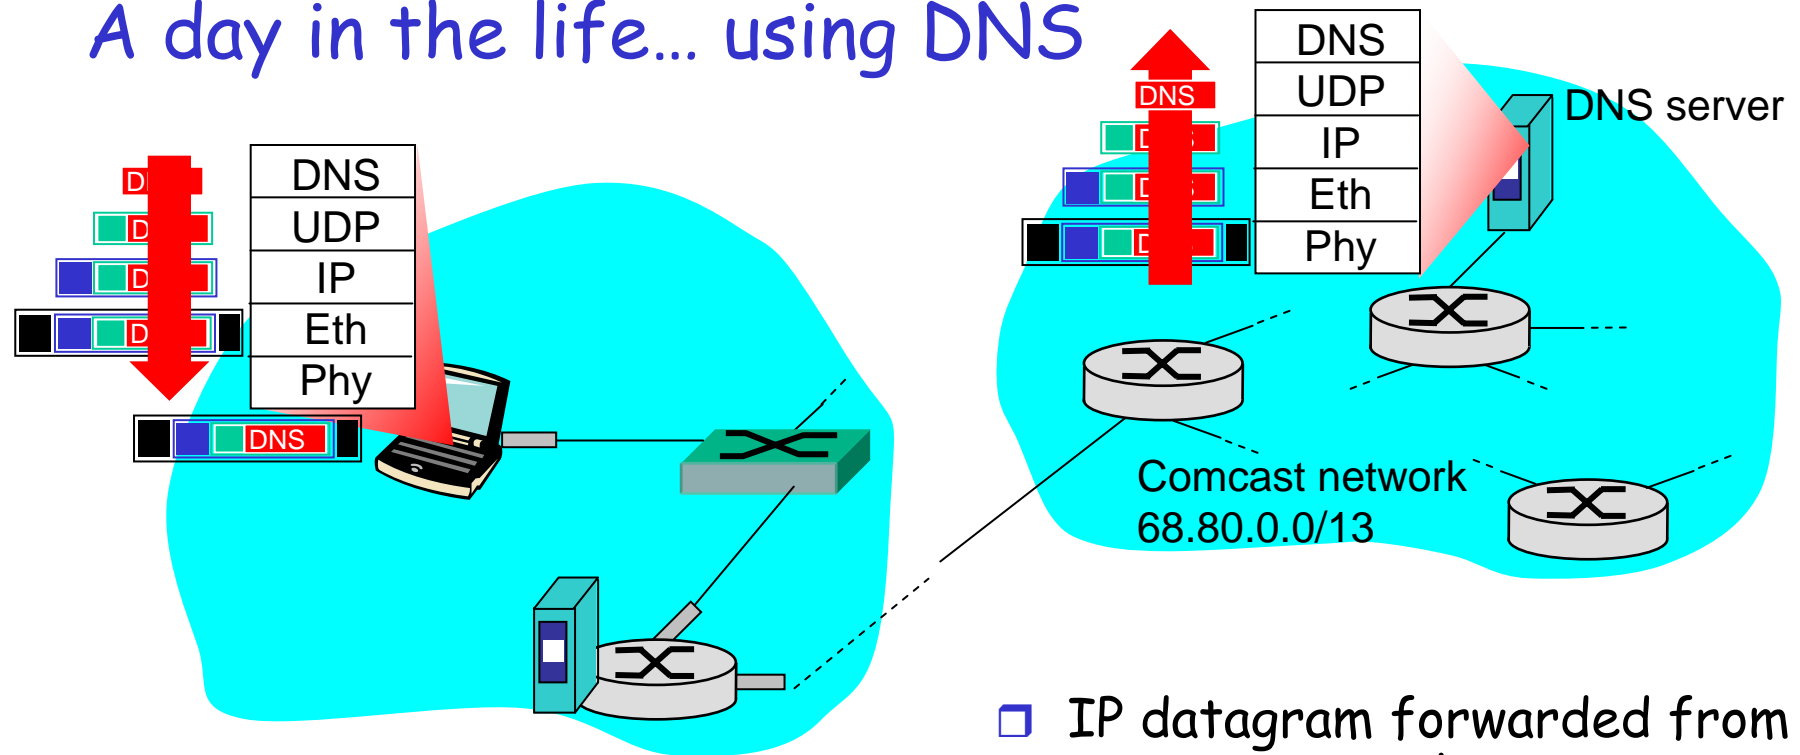 A day in the life... using DNS
DNS
UDP
IP
Eth
Phy
DNS
DNS
UDP
IP
Eth
Phy
DNS
DNS server
Comcast network
68.80.0.0/13
IP datagram forwarded from